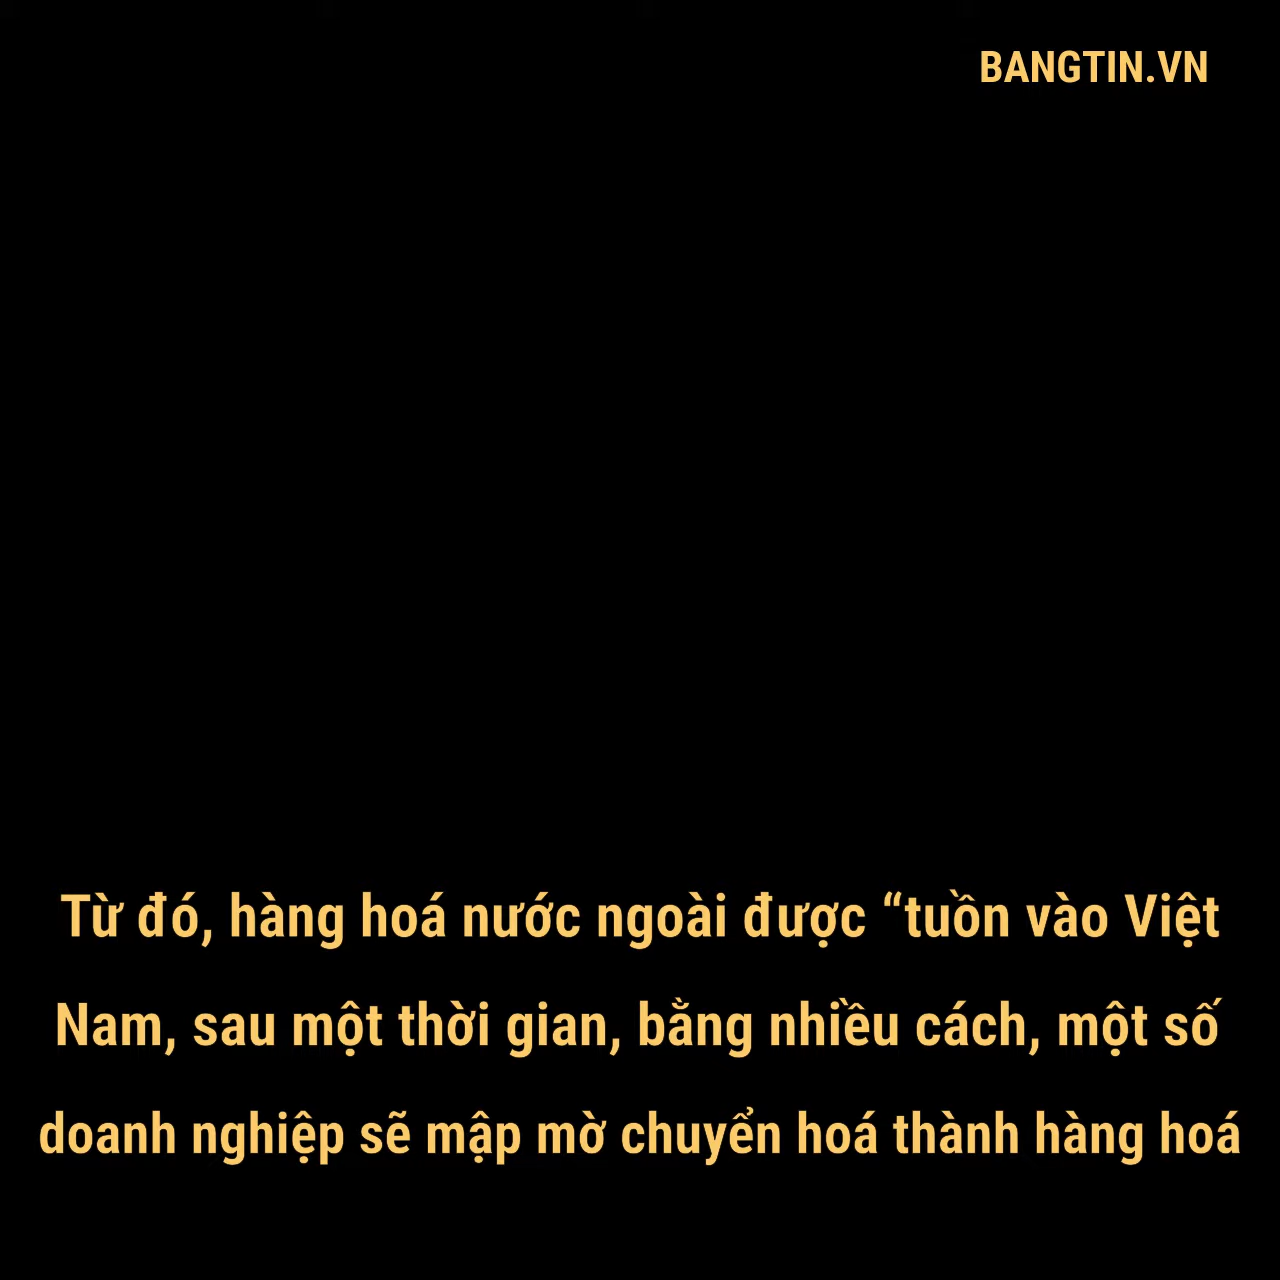 BANGTIN.VN
Từ đó, hàng hoá nước ngoài được “tuồn vào Việt
Nam, sau một thời gian, bằng nhiều cách, một số
doanh nghiệp sẽ mập mờ chuyển hoá thành hàng hoá